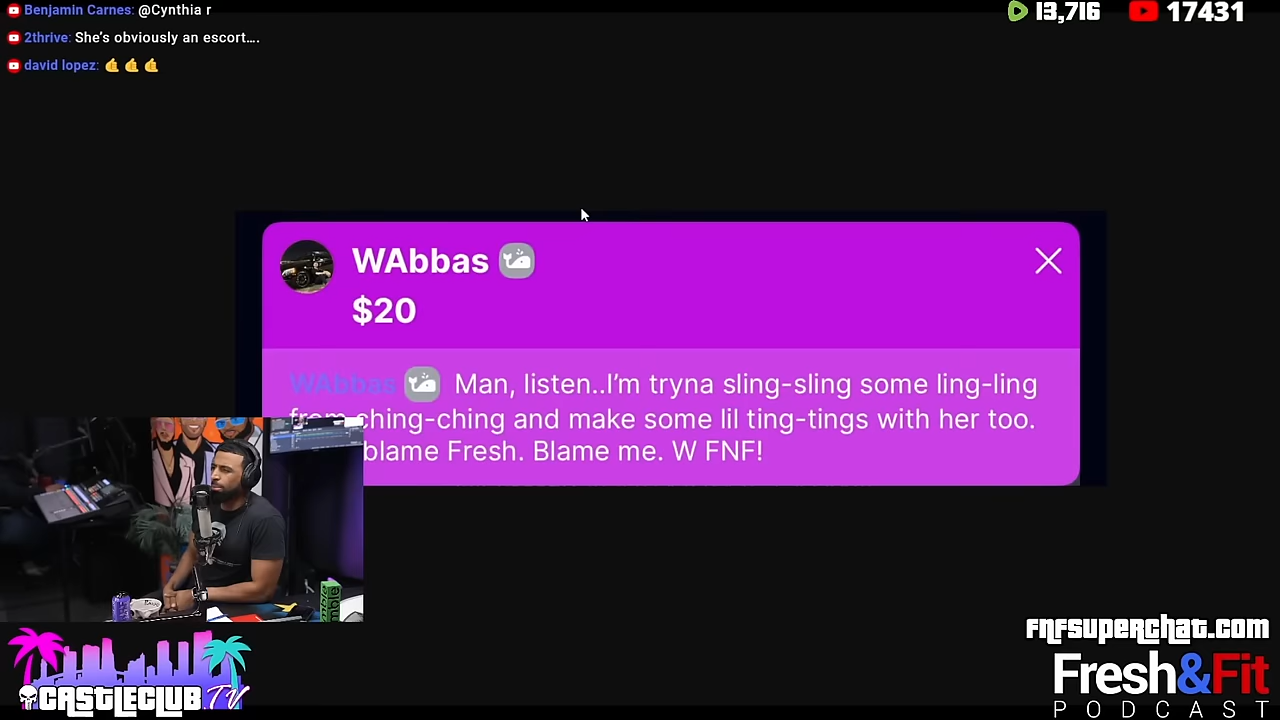 Benjamin Carnes: @Cynthia r
2thrive: She's obviously an escort....
david lopez: 🤙 🤙 🤙
13,716
17431
WAbbas
$20
WAbbas Man, listen..I'm tryna sling-sling some ling-ling
from ching-ching and make some lil ting-tings with her too.
blame Fresh. Blame me. W FNF!
CASTLECLUB TV
fnfsuperchat.com
Fresh&Fit
PODCAST